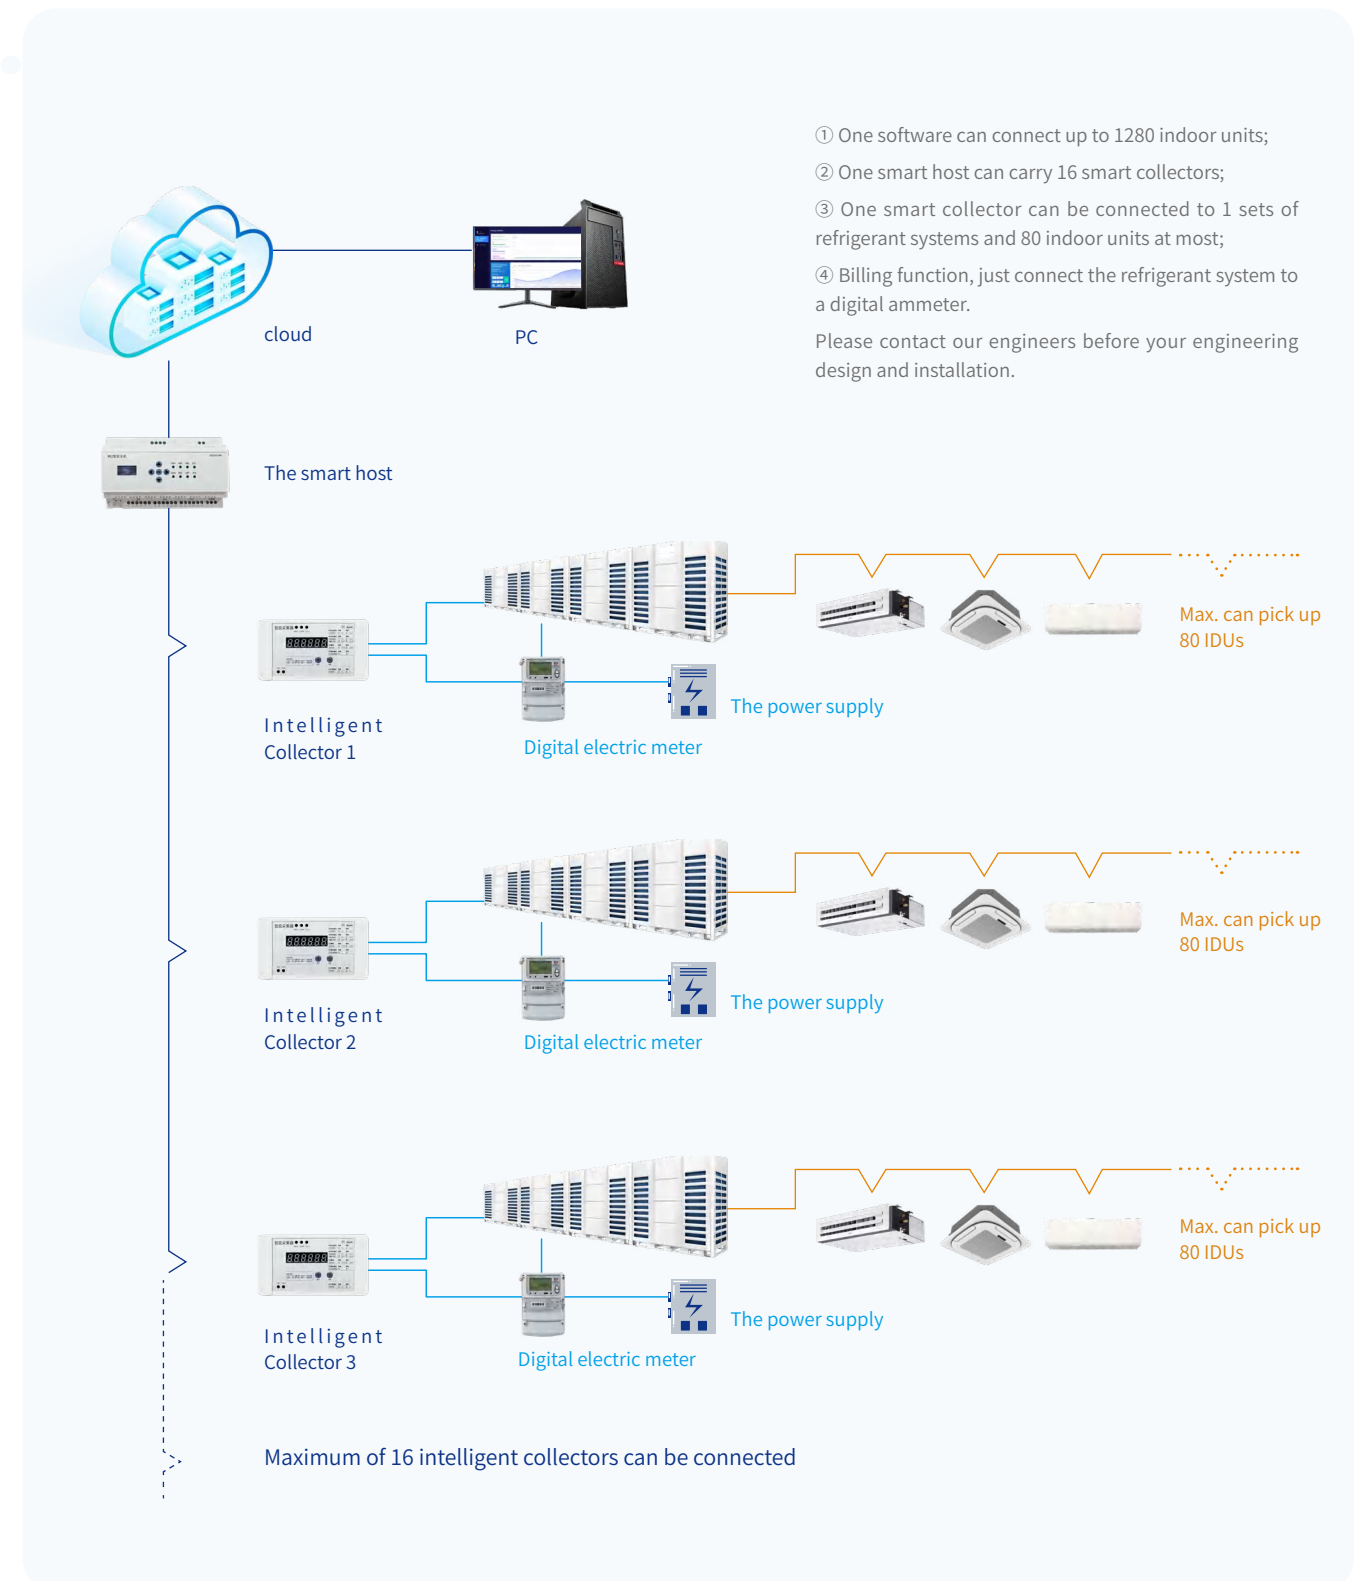 ① One software can connect up to 1280 indoor units;
② One smart host can carry 16 smart collectors;
③ One smart collector can be connected to 1 sets of
refrigerant systems and 80 indoor units at most;
④ Billing function, just connect the refrigerant system to
a digital ammeter.
Please contact our engineers before your engineering
design and installation.
cloud
PC
The smart host
Max. can pick up
80 IDUs
The power supply
Intelligent
Collector 1
Digital electric meter
Max. can pick up
80 IDUs
The power supply
Intelligent
Collector 2
Digital electric meter
Max. can pick up
80 IDUs
The power supply
Intelligent
Collector 3
Digital electric meter
Maximum of 16 intelligent collectors can be connected